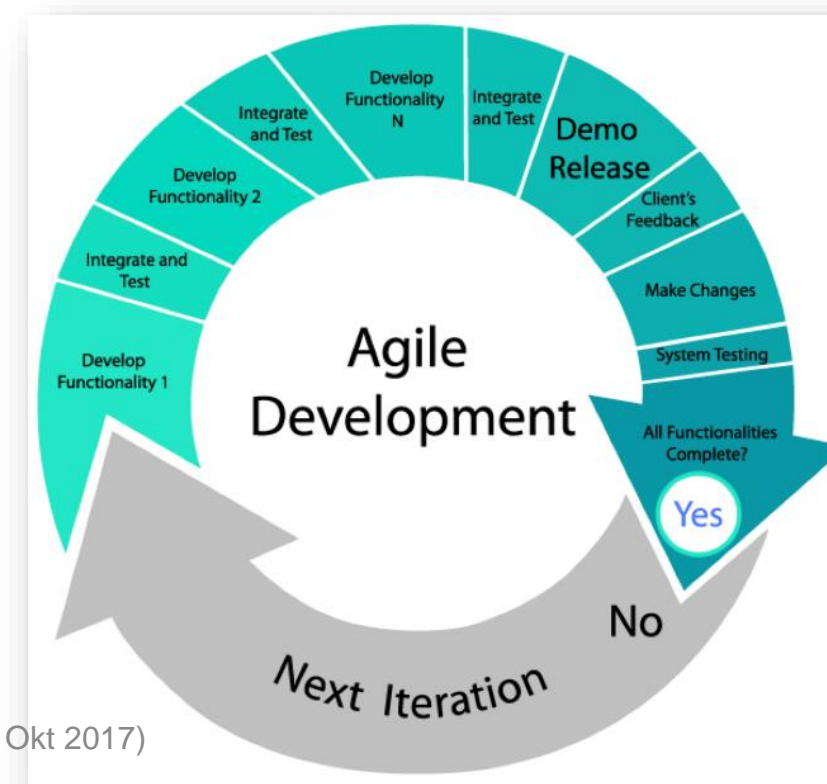 Develop
Functionality 1
Integrate and
Test
Develop
Functionality 2
Integrate
and Test
Develop
Functionality
N
Integrate
and Test
Demo
Release
Client's
Feedback
Make Changes
System Testing
All Functionalities
Complete?
Yes
No
Next Iteration
Agile
Development
Okt 2017)